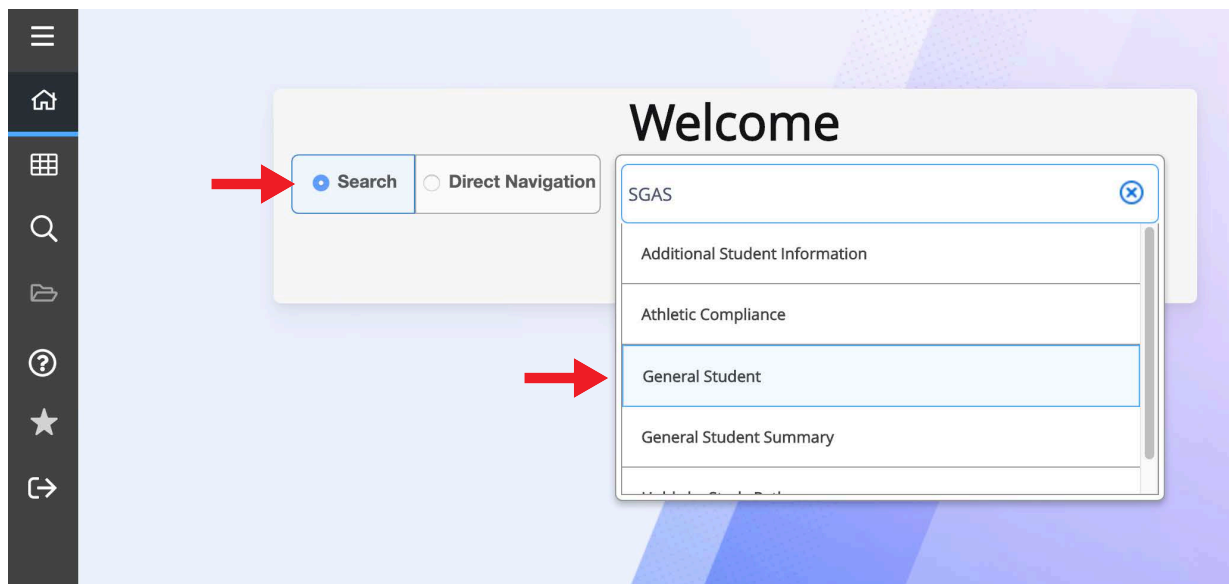 Welcome
Search
Direct Navigation
SGAS
Additional Student Information
Athletic Compliance
General Student
General Student Summary